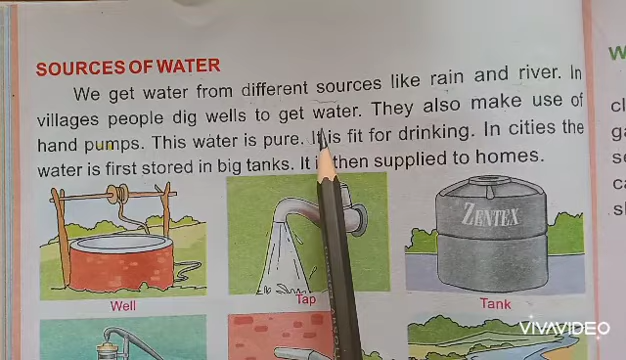 SOURCES OF WATER
We get water from different sources like rain and river. In
villages people dig wells to get water. They also make use of
hand pumps. This water is pure. It is fit for drinking. In cities the
water is first stored in big tanks. It is then supplied to homes.
ZENTEX
Well
Tap
Tank
VIVAVIDEO